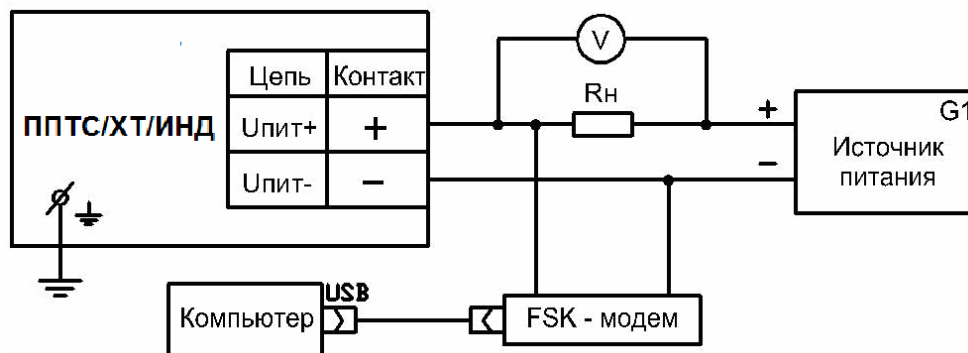 Цепь Контакт
ППТС/ХТ/ИНД
Uпит+ +
Uпит- −
V
Rн
+
−
G1
Источник
питания
USB
Компьютер
FSK - модем